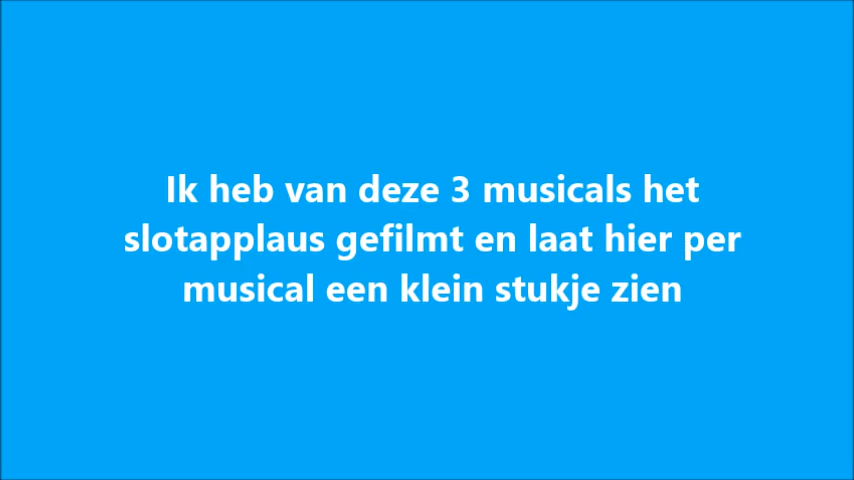 Ik heb van deze 3 musicals het
slotapplaus gefilmt en laat hier per
musical een klein stukje zien